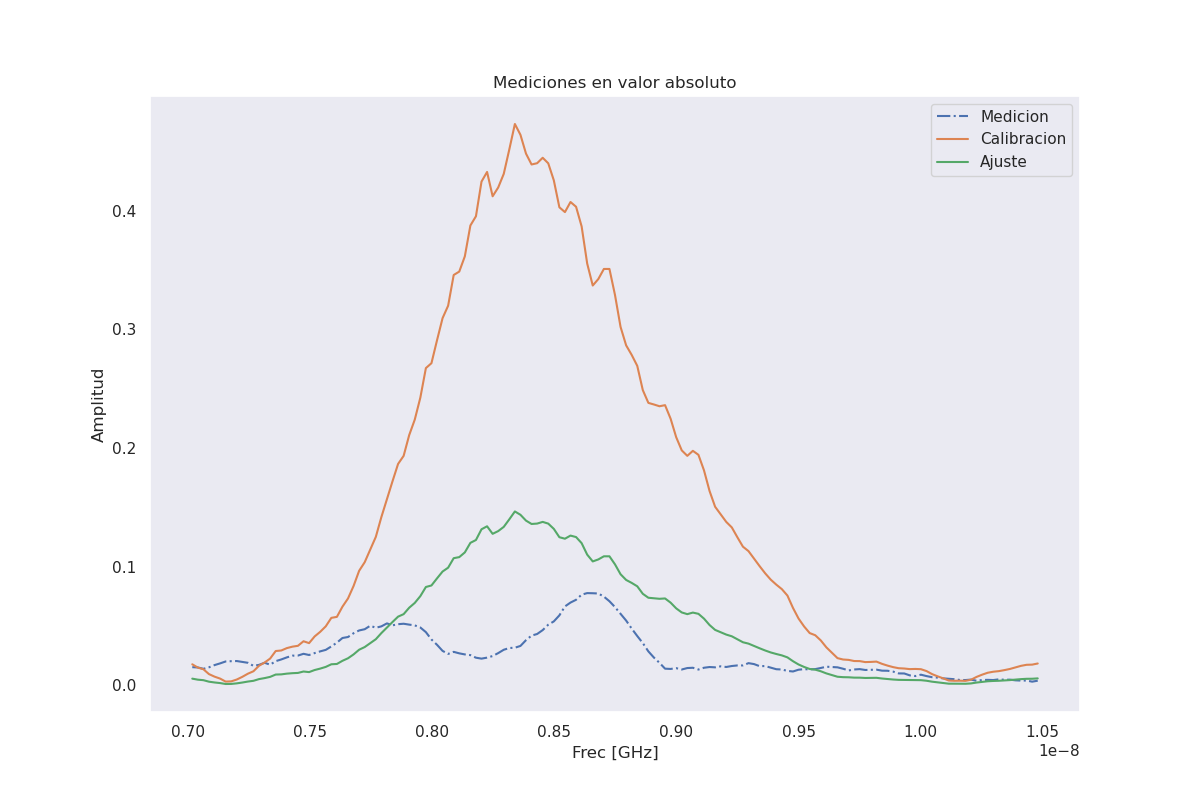 Mediciones en valor absoluto
Medicion
Calibracion
Ajuste
0.4
0.3
0.2
0.1
0.0
Amplitud
0.70 0.75 0.80 0.85 0.90 0.95 1.00 1.05
1e−8
Frec [GHz]